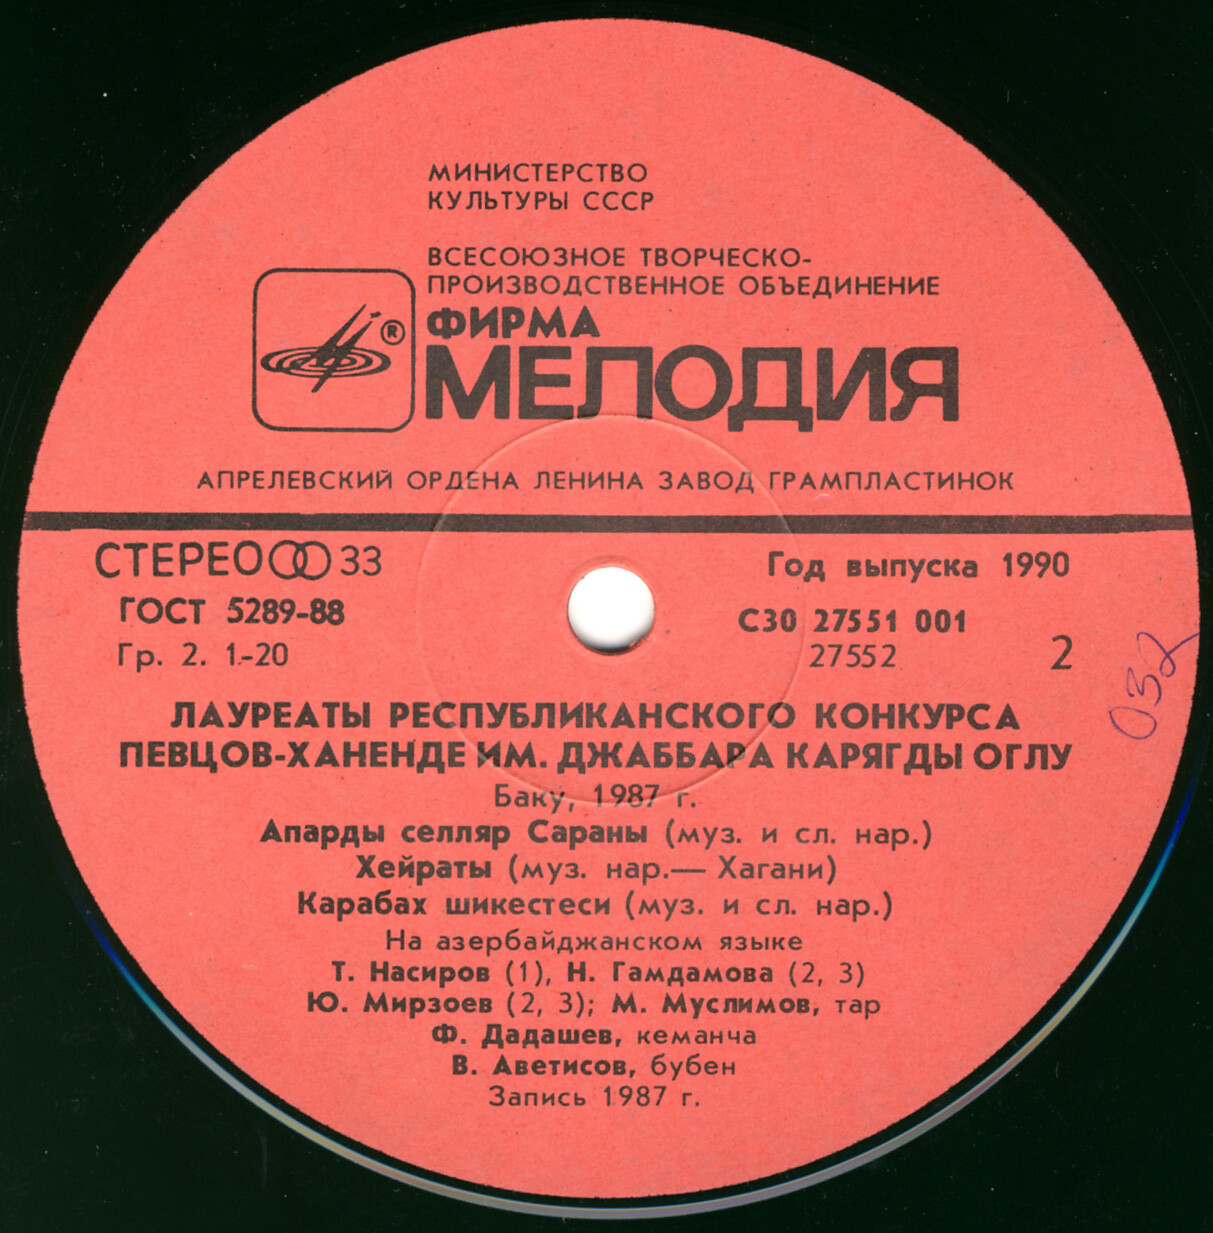 МИНИСТЕРСТВО
КУЛЬТУРЫ СССР
ВСЕСОЮЗНОЕ ТВОРЧЕСКО-
ПРОИЗВОДСТВЕННОЕ ОБЪЕДИНЕНИЕ
ФИРМА
®
МЕЛОДИЯ
АПРЕЛЕВСКИЙ ОРДЕНА ЛЕНИНА ЗАВОД ГРАМПЛАСТИНОК
СТЕРЕО 33
Год выпуска 1990
ГОСТ 5289-88
С30 27551 001
Гр. 2. 1-20
27552
2
032
ЛАУРЕАТЫ РЕСПУБЛИКАНСКОГО КОНКУРСА
ПЕВЦОВ-ХАНЕНДЕ ИМ. ДЖАББАРА КАРЯГДЫ ОГЛУ
Баку, 1987 г.
Апарды селляр Сараны (муз. и сл. нар.)
Хейраты (муз. нар.— Хагани)
Карабах шикестеси (муз. и сл. нар.)
На азербайджанском языке
Т. Насиров (1), Н. Гамдамова (2, 3)
Ю. Мирзоев (2, 3); М. Муслимов, тар
Ф. Дадашев, кеманча
В. Аветисов, бубен
Запись 1987 г.